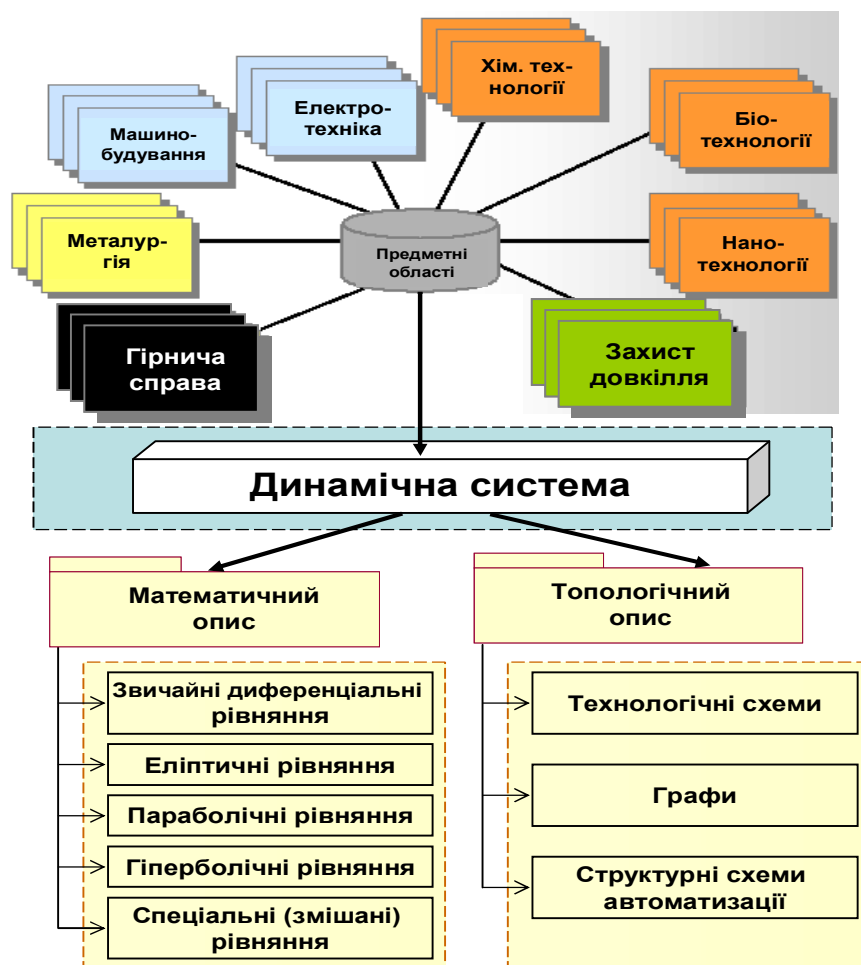 Хім. тех-
нології
Електро-
техніка
Біо-
технології
Машино-
будування
Металур-
гія
Предметні
області
Нано-
технології
Гірнича
справа
Захист
довкілля
Динамічна система
Математичний
опис
Топологічний
опис
Звичайні диференціальні
рівняння
Еліптичні рівняння
Параболічні рівняння
Гіперболічні рівняння
Спеціальні (змішані)
рівняння
Технологічні схеми
Графи
Структурні схеми
автоматизації